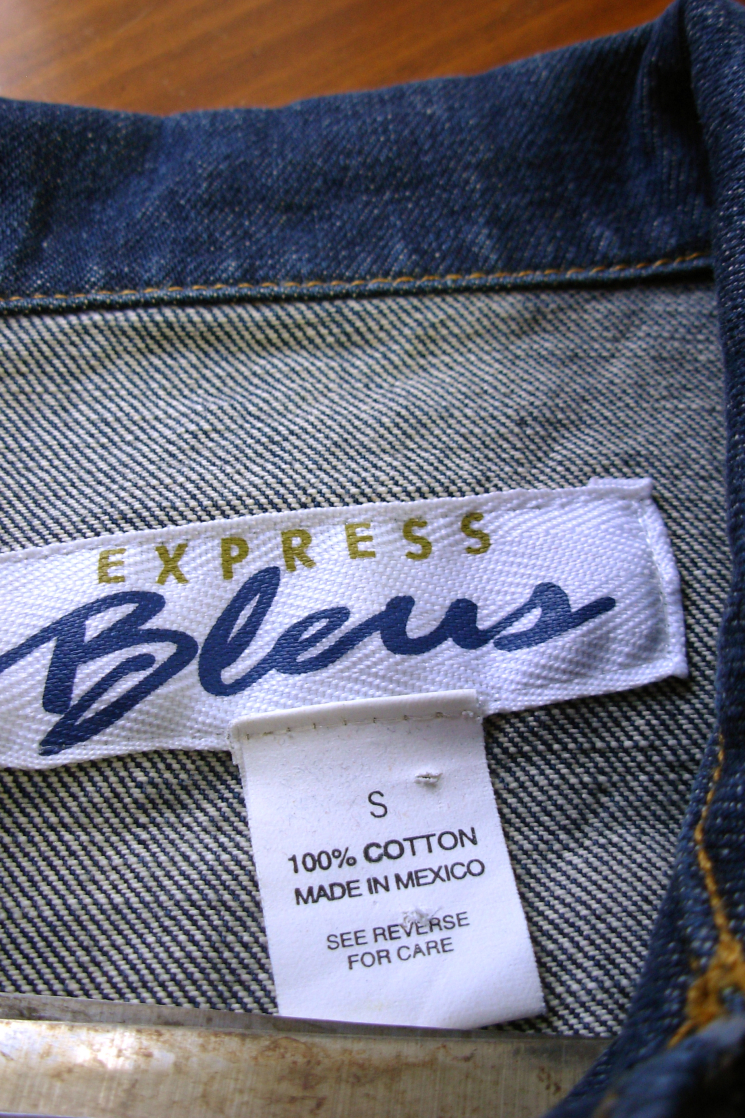 EXPRESS
Bleus
S
100% COTTON
MADE IN MEXICO
SEE REVERSE
FOR CARE